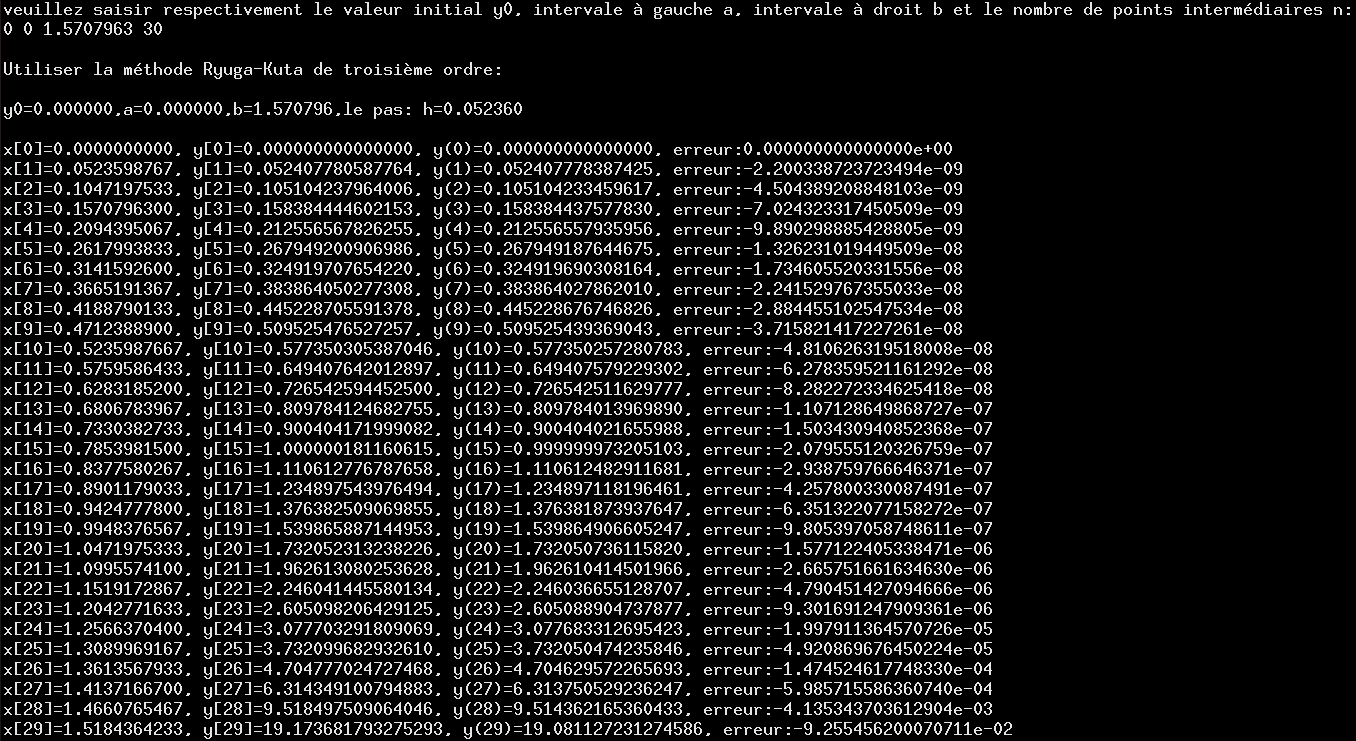 veuillez saisir respectivement le valeur initial y0, intervale à gauche a, intervale à droit b et le nombre de points intermédiaires n:
0 0 1.5707963 30
Utiliser la méthode Ryuga-Kuta de troisième ordre:
y0=0.000000,a=0.000000,b=1.570796,le pas: h=0.052360
x[0]=0.0000000000, y[0]=0.000000000000000, y(0)=0.000000000000000, erreur:0.000000000000000e+00
x[1]=0.0523598767, y[1]=0.052407780587764, y(1)=0.052407778387425, erreur:-2.200338723723494e-09
x[2]=0.1047197533, y[2]=0.105104237964006, y(2)=0.105104233459617, erreur:-4.504389208848103e-09
x[3]=0.1570796300, y[3]=0.158384444602153, y(3)=0.158384437577830, erreur:-7.024323317450509e-09
x[4]=0.2094395067, y[4]=0.212556567826255, y(4)=0.212556557935956, erreur:-9.890298885428805e-09
x[5]=0.2617993833, y[5]=0.267949200906986, y(5)=0.267949187644675, erreur:-1.326231019449509e-08
x[6]=0.3141592600, y[6]=0.324919707654220, y(6)=0.324919690308164, erreur:-1.734605520331556e-08
x[7]=0.3665191367, y[7]=0.383864050277308, y(7)=0.383864027862010, erreur:-2.241529767355033e-08
x[8]=0.4188790133, y[8]=0.445228705591378, y(8)=0.445228676746826, erreur:-2.884455102547534e-08
x[9]=0.4712388900, y[9]=0.509525476527257, y(9)=0.509525439369043, erreur:-3.715821417227261e-08
x[10]=0.5235987667, y[10]=0.577350305387046, y(10)=0.577350257280783, erreur:-4.810626319518008e-08
x[11]=0.5759586433, y[11]=0.649407642012897, y(11)=0.649407579229302, erreur:-6.278359521161292e-08
x[12]=0.6283185200, y[12]=0.726542594452500, y(12)=0.726542511629777, erreur:-8.282272334625418e-08
x[13]=0.6806783967, y[13]=0.809784124682755, y(13)=0.809784013969890, erreur:-1.107128649868727e-07
x[14]=0.7330382733, y[14]=0.900404171999082, y(14)=0.900404021655988, erreur:-1.503430940852368e-07
x[15]=0.7853981500, y[15]=1.000000181160615, y(15)=0.999999973205103, erreur:-2.079555120326759e-07
x[16]=0.8377580267, y[16]=1.110612776787658, y(16)=1.110612482911681, erreur:-2.938759766646371e-07
x[17]=0.8901179033, y[17]=1.234897543976494, y(17)=1.234897118196461, erreur:-4.257800330087491e-07
x[18]=0.9424777800, y[18]=1.376382509069855, y(18)=1.376381873937647, erreur:-6.351322077158272e-07
x[19]=0.9948376567, y[19]=1.539865887144953, y(19)=1.539864906605247, erreur:-9.805397058748611e-07
x[20]=1.0471975333, y[20]=1.732052313238226, y(20)=1.732050736115820, erreur:-1.577122405338471e-06
x[21]=1.0995574100, y[21]=1.962613080253628, y(21)=1.962610414501966, erreur:-2.665751661634630e-06
x[22]=1.1519172867, y[22]=2.246041445580134, y(22)=2.246036655128707, erreur:-4.790451427094666e-06
x[23]=1.2042771633, y[23]=2.605098206429125, y(23)=2.605088904737877, erreur:-9.301691247909361e-06
x[24]=1.2566370400, y[24]=3.077703291809069, y(24)=3.077683312695423, erreur:-1.997911364570726e-05
x[25]=1.3089969167, y[25]=3.732099682932610, y(25)=3.732050474235846, erreur:-4.920869676450224e-05
x[26]=1.3613567933, y[26]=4.704777024727468, y(26)=4.704629572265693, erreur:-1.474524617748330e-04
x[27]=1.4137166700, y[27]=6.314349100794883, y(27)=6.313750529236247, erreur:-5.985715586360740e-04
x[28]=1.4660765467, y[28]=9.518497509064046, y(28)=9.514362165360433, erreur:-4.135343703612904e-03
x[29]=1.5184364233, y[29]=19.173681793275293, y(29)=19.081127231274586, erreur:-9.255456200070711e-02